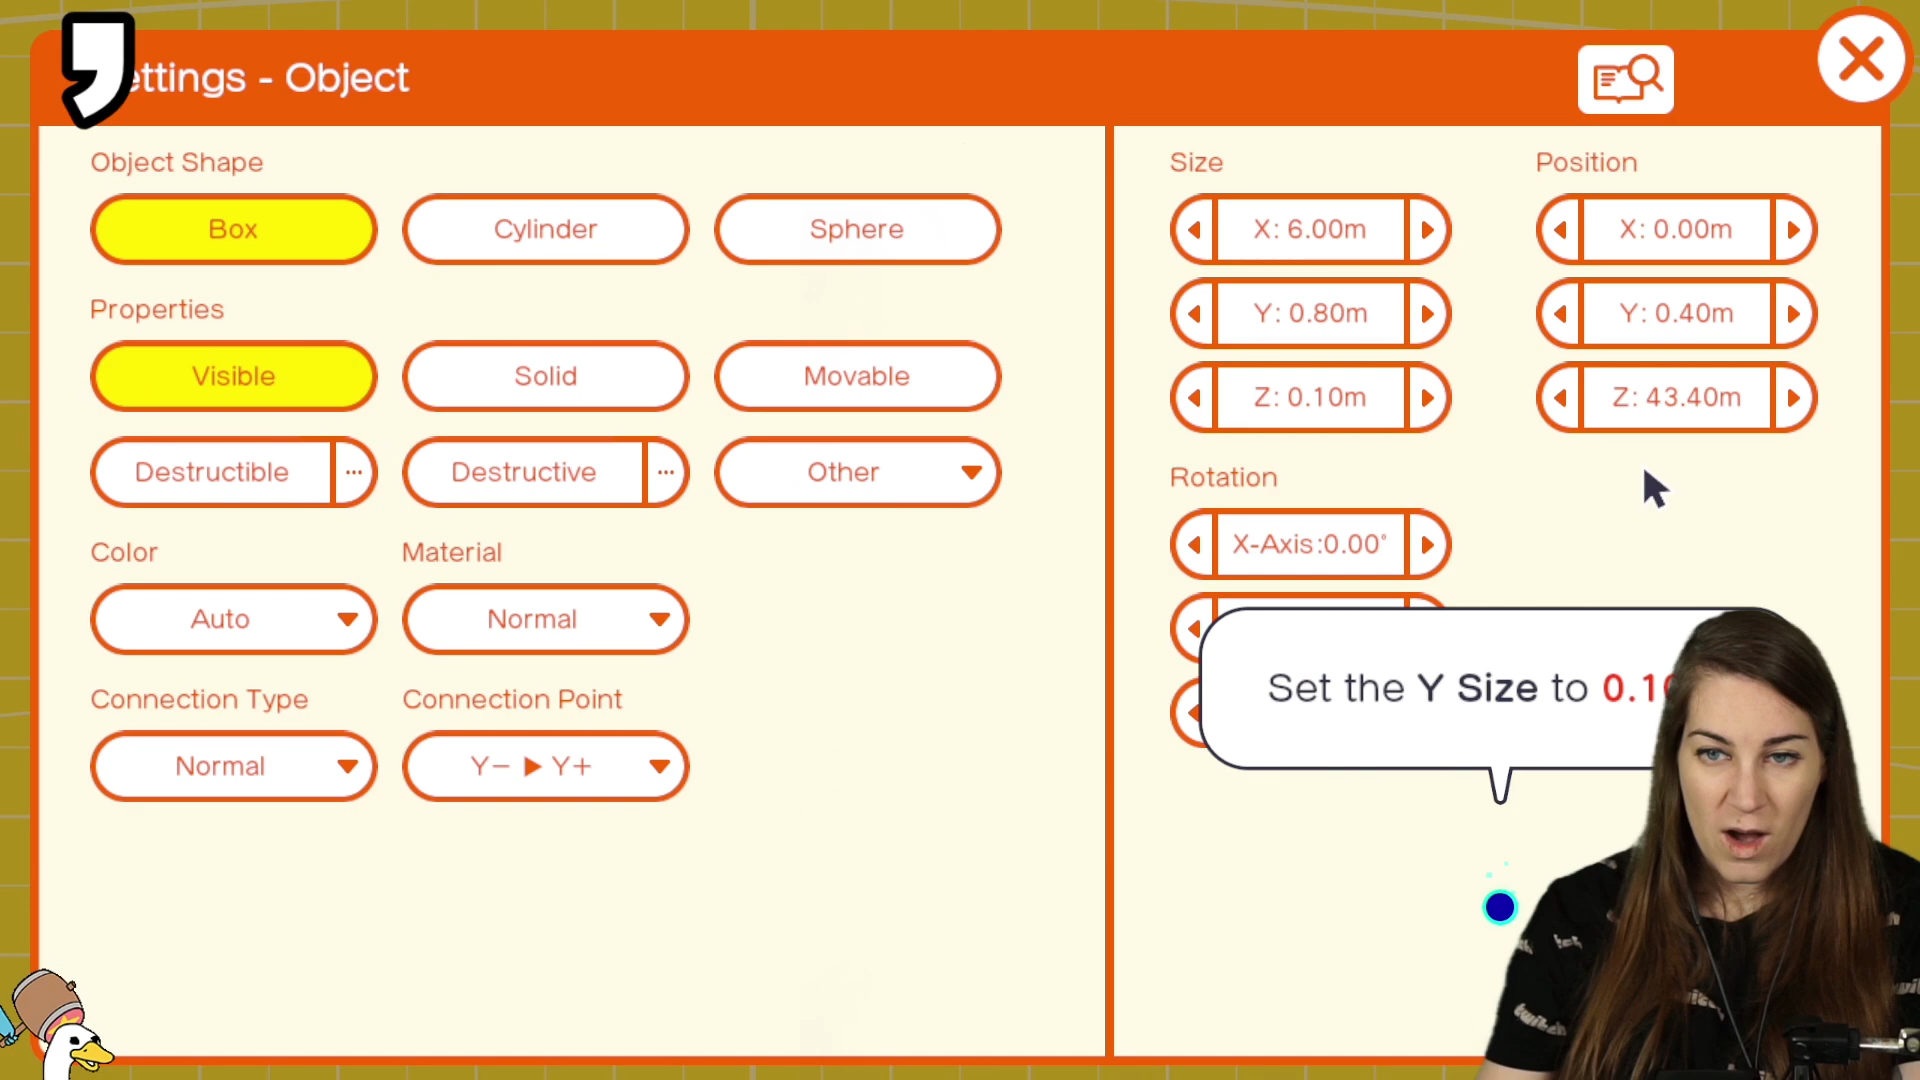 ettings - Object
Object Shape
Box
Cylinder
Sphere
Properties
Visible
Solid
Movable
Destructible
...
Destructive
...
Other
Color
Material
Auto
Normal
Connection Type
Connection Point
Normal
Y− ▶ Y+
Size
Position
X: 6.00m
X: 0.00m
Y: 0.80m
Y: 0.40m
Z: 0.10m
Z: 43.40m
Rotation
X-Axis:0.00°
Set the Y Size to 0.10
twitch